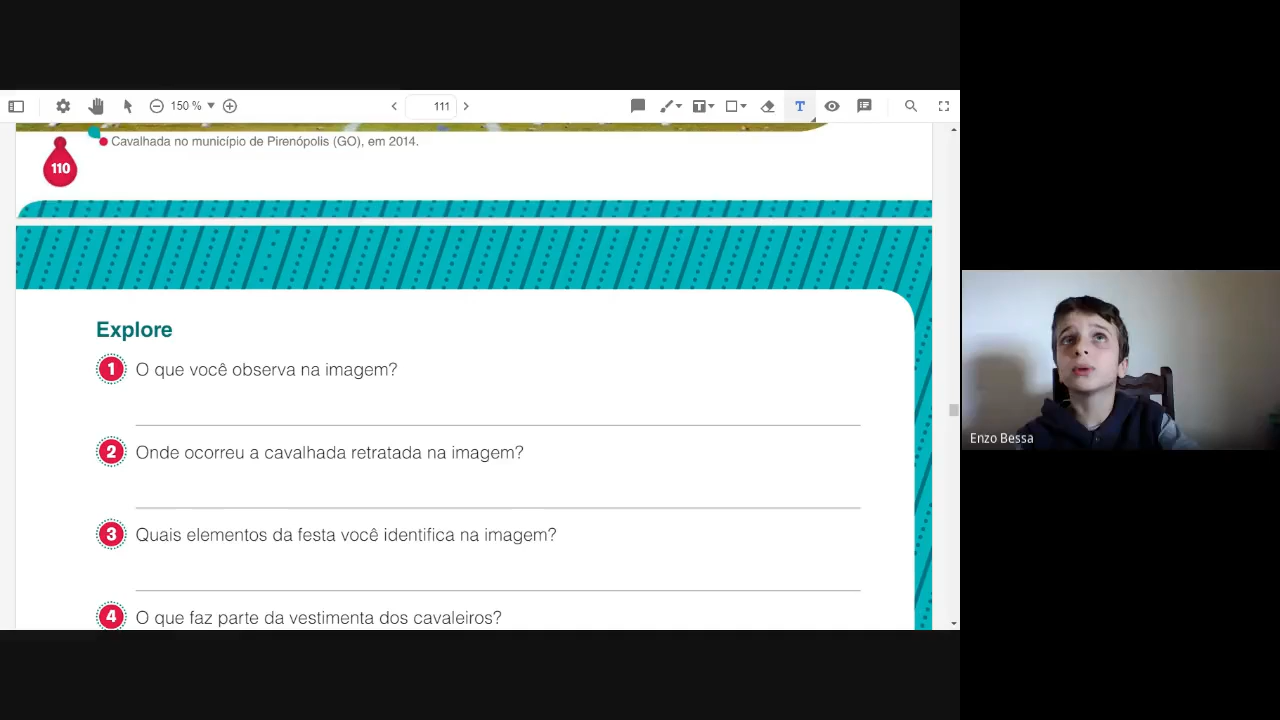 150 %
111
T
T
Cavalhada no município de Pirenópolis (GO), em 2014.
110
Explore
1 O que você observa na imagem?
2 Onde ocorreu a cavalhada retratada na imagem?
3 Quais elementos da festa você identifica na imagem?
4 O que faz parte da vestimenta dos cavaleiros?
Enzo Bessa